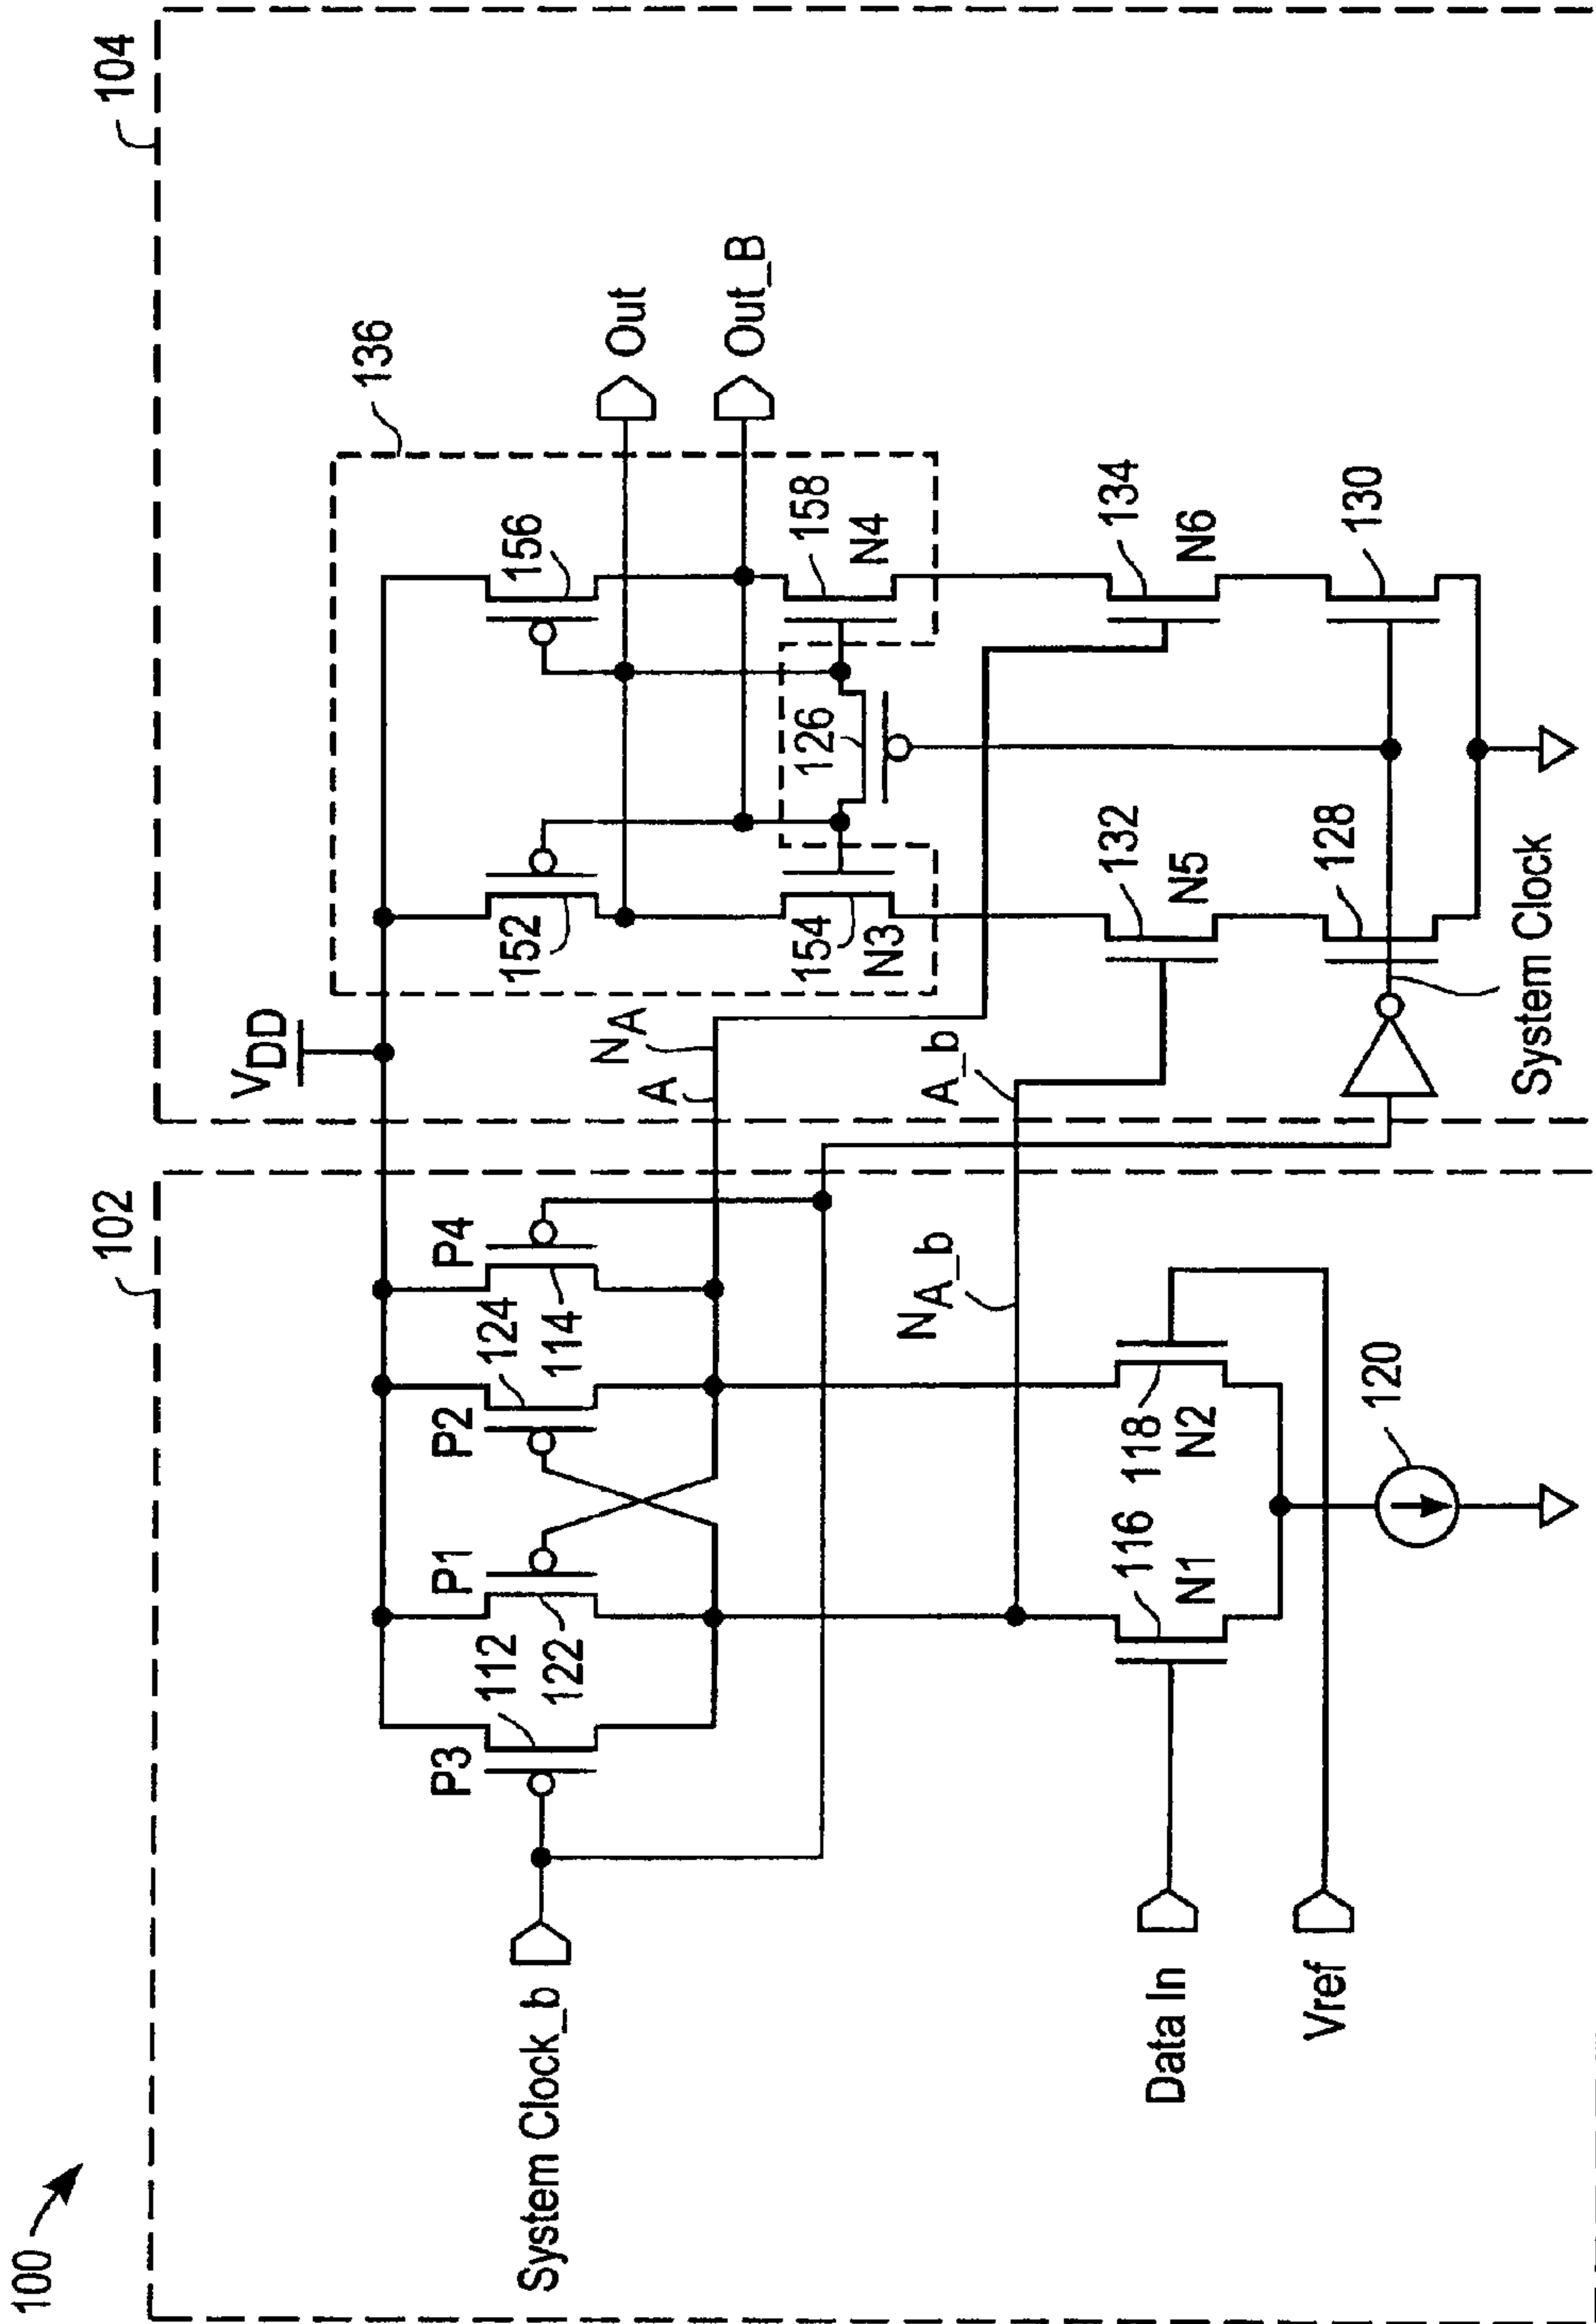 100
102
104
VDD
136
P3
112
P1
122
P2
124
P4
114
152
156
Out
Out_B
System Clock_b
NA
A
126
154
N3
158
N4
NA_b
A_b
Data In
116
N1
118
N2
132
N5
134
N6
Vref
120
128
130
System Clock